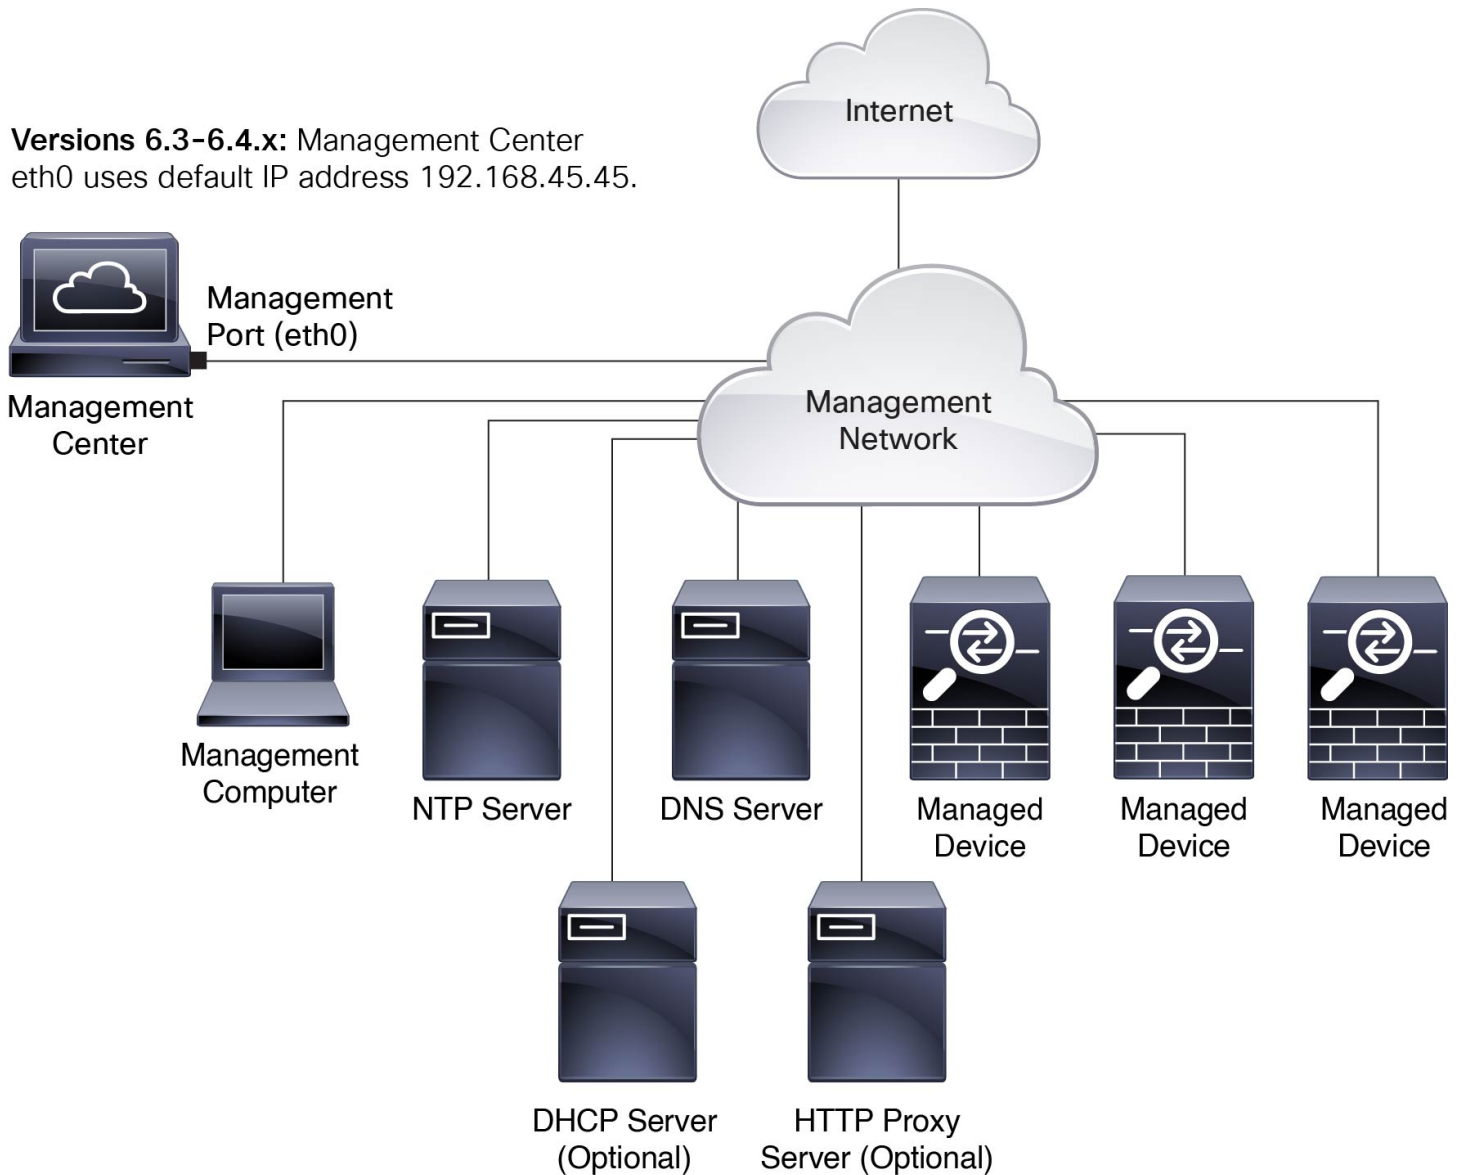 Internet
Versions 6.3-6.4.x: Management Center
eth0 uses default IP address 192.168.45.45.
Management
Port (eth0)
Management
Center
Management
Network
Management
Computer
NTP Server
DNS Server
Managed
Device
Managed
Device
Managed
Device
DHCP Server
(Optional)
HTTP Proxy
Server (Optional)